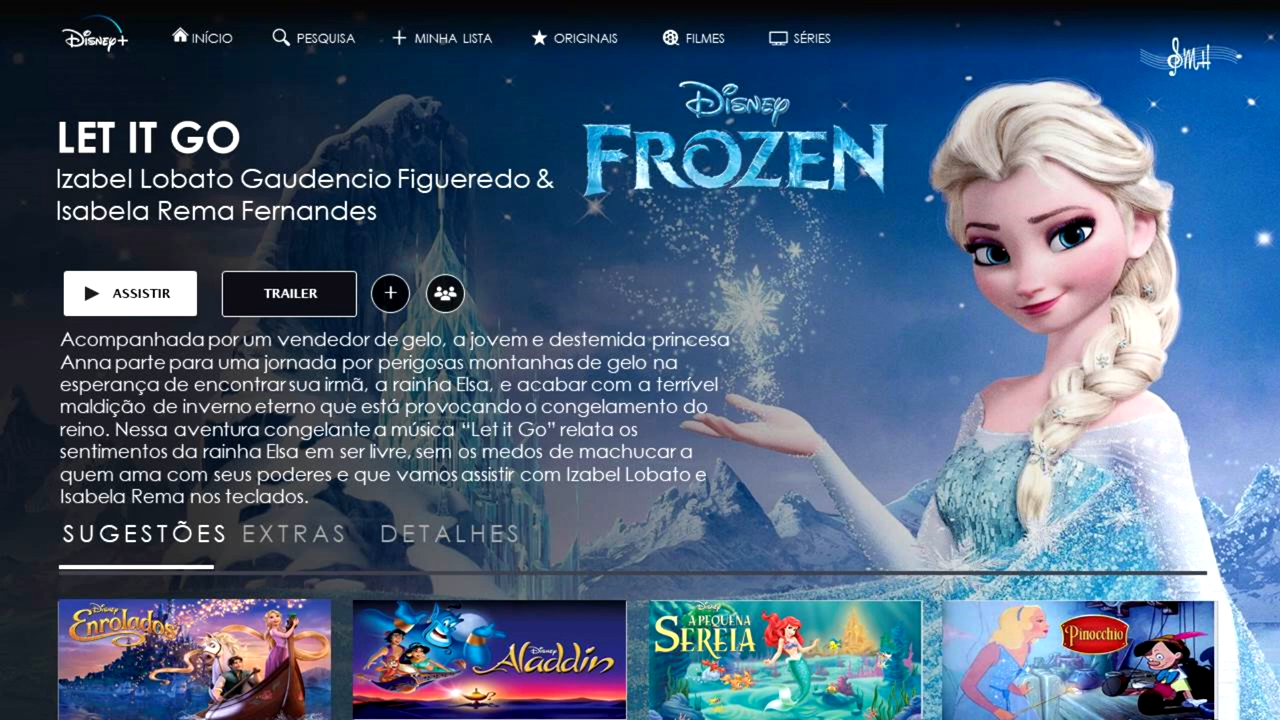 Disney+
INÍCIO
PESQUISA
MINHA LISTA
ORIGINAIS
FILMES
SÉRIES
SMH
LET IT GO
Izabel Lobato Gaudencio Figueredo &
Isabela Rema Fernandes
Disney
FROZEN
ASSISTIR
TRAILER
Acompanhada por um vendedor de gelo, a jovem e destemida princesa
Anna parte para uma jornada por perigosas montanhas de gelo na
esperança de encontrar sua irmã, a rainha Elsa, e acabar com a terrível
maldição de inverno eterno que está provocando o congelamento do
reino. Nessa aventura congelante a música “Let it Go” relata os
sentimentos da rainha Elsa em ser livre, sem os medos de machucar a
quem ama com seus poderes e que vamos assistir com Izabel Lobato e
Isabela Rema nos teclados.
SUGESTÕES
EXTRAS
DETALHES
Disney
Enrolados
Disney
Aladdin
Disney
A PEQUENA
SEREIA
Pinocchio